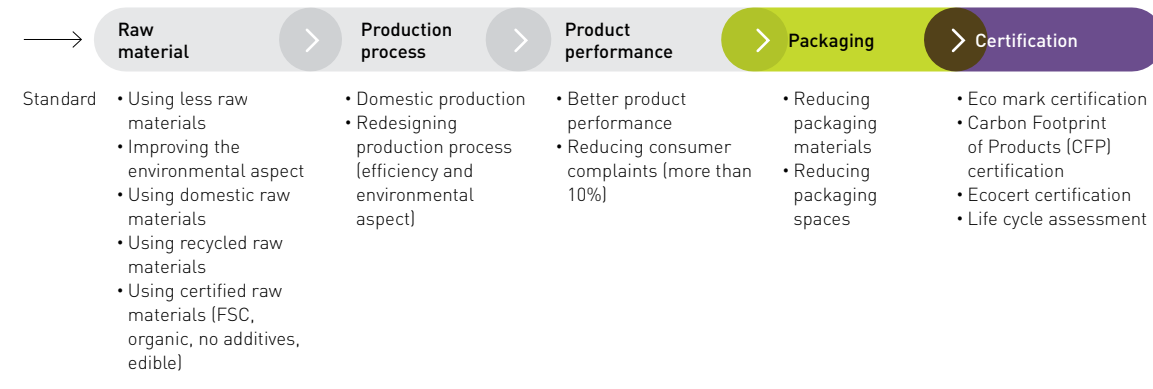 Raw
material
Production
process
Product
performance
Packaging
Certification
Standard
• Using less raw
materials
• Improving the
environmental aspect
• Using domestic raw
materials
• Using recycled raw
materials
• Using certified raw
materials (FSC,
organic, no additives,
edible)
• Domestic production
• Redesigning
production process
(efficiency and
environmental
aspect)
• Better product
performance
• Reducing consumer
complaints (more than
10%)
• Reducing
packaging
materials
• Reducing
packaging
spaces
• Eco mark certification
• Carbon Footprint
of Products (CFP)
certification
• Ecocert certification
• Life cycle assessment